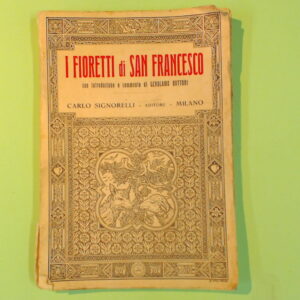 I FIORETTI di SAN FRANCESCO
con introduzione e commento di GEROLAMO BOTTONI
CARLO SIGNORELLI - EDITORE - MILANO